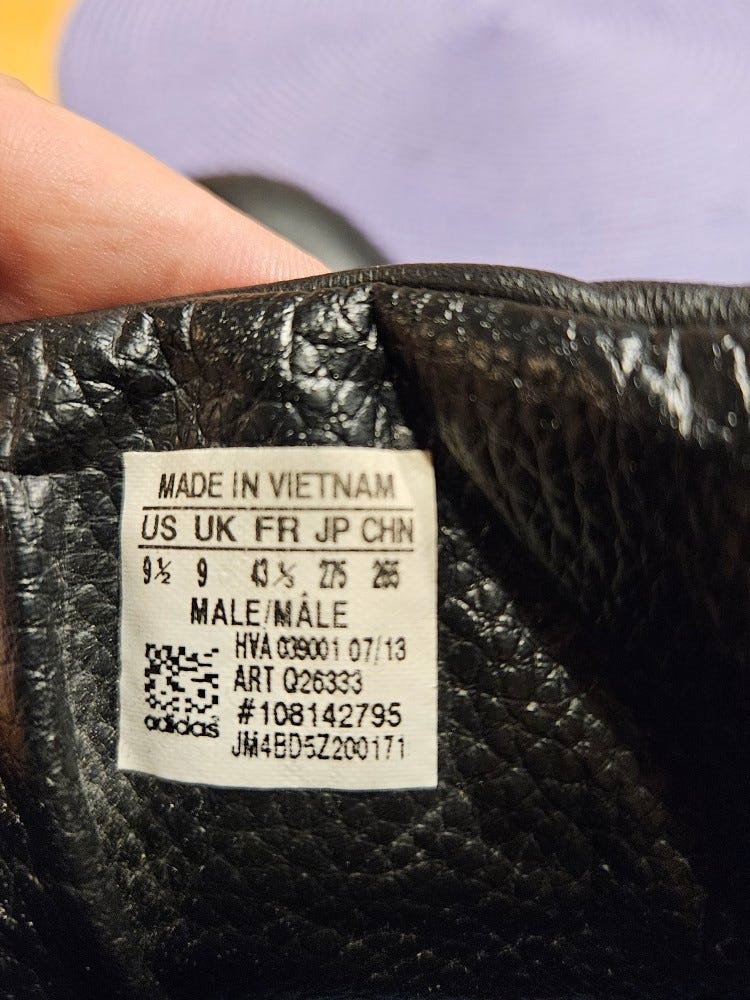 MADE IN VIETNAM
US UK FR JP CHN
9½ 9 43⅓ 275 265
MALE/MÂLE
HVA 039001 07/13
ART Q26333
#108142795
adidas
JM4BD5Z200171